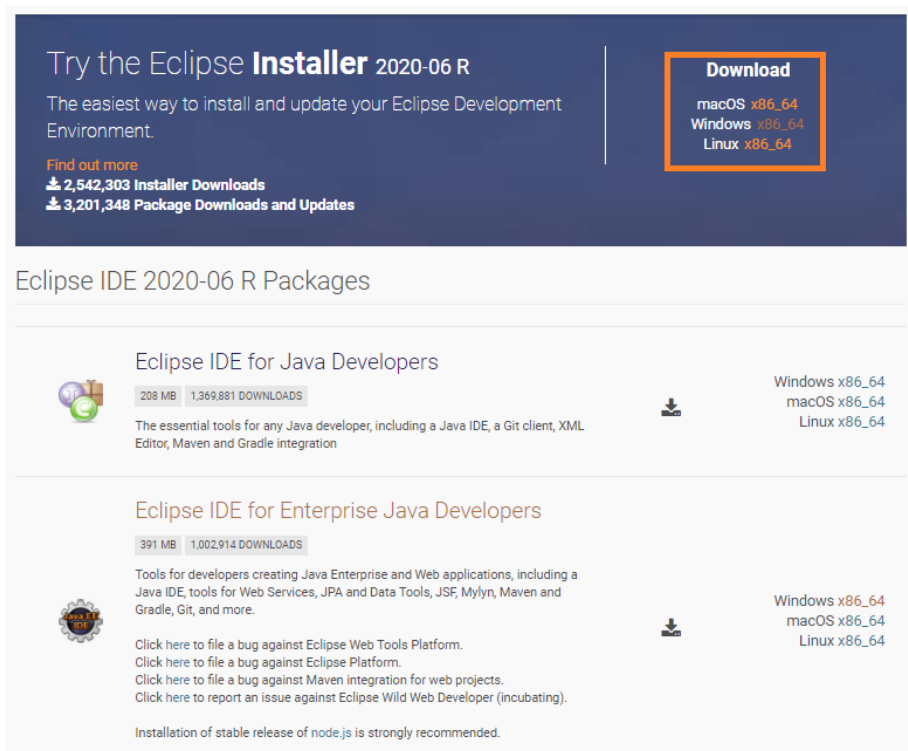 Try the Eclipse Installer 2020-06 R
The easiest way to install and update your Eclipse Development
Environment.
Find out more
2,542,303 Installer Downloads
3,201,348 Package Downloads and Updates
Download
macOS x86_64
Windows x86_64
Linux x86_64
Eclipse IDE 2020-06 R Packages
Eclipse IDE for Java Developers
208 MB 1,369,881 DOWNLOADS
The essential tools for any Java developer, including a Java IDE, a Git client, XML
Editor, Maven and Gradle integration
Windows x86_64
macOS x86_64
Linux x86_64
Eclipse IDE for Enterprise Java Developers
391 MB 1,002,914 DOWNLOADS
Tools for developers creating Java Enterprise and Web applications, including a
Java IDE, tools for Web Services, JPA and Data Tools, JSF, Mylyn, Maven and
Gradle, Git, and more.
Click here to file a bug against Eclipse Web Tools Platform.
Click here to file a bug against Eclipse Platform.
Click here to file a bug against Maven integration for web projects.
Click here to report an issue against Eclipse Wild Web Developer (incubating).
Installation of stable release of node.js is strongly recommended.
Java EE
IDE
Windows x86_64
macOS x86_64
Linux x86_64